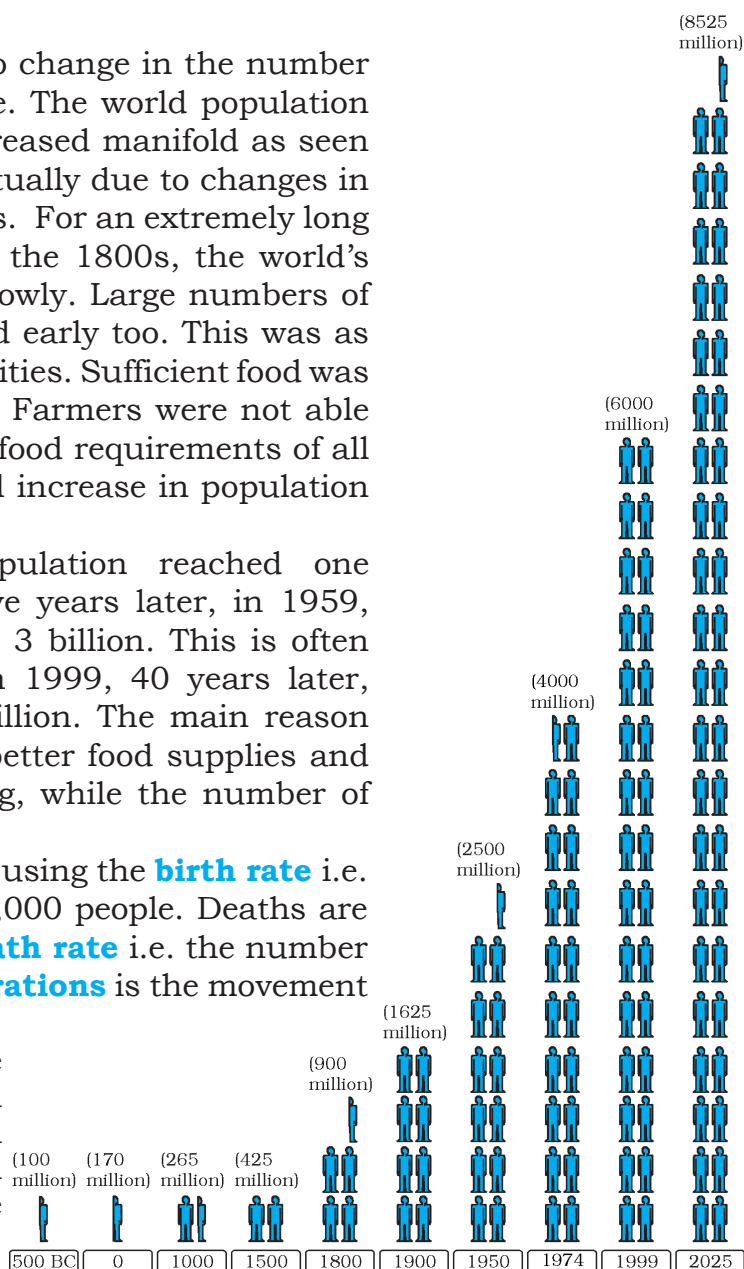 o change in the number
e. The world population
reased manifold as seen
tually due to changes in
s. For an extremely long
the 1800s, the world's
lowly. Large numbers of
d early too. This was as
ities. Sufficient food was
Farmers were not able
food requirements of all
l increase in population
pulation reached one
ve years later, in 1959,
3 billion. This is often
n 1999, 40 years later,
illion. The main reason
better food supplies and
g, while the number of
using the birth rate i.e.
,000 people. Deaths are
ath rate i.e. the number
rations is the movement
(100
million)
(170
million)
(265
million)
(425
million)
(900
million)
(1625
million)
(2500
million)
(4000
million)
(6000
million)
(8525
million)
500 BC
0
1000
1500
1800
1900
1950
1974
1999
2025